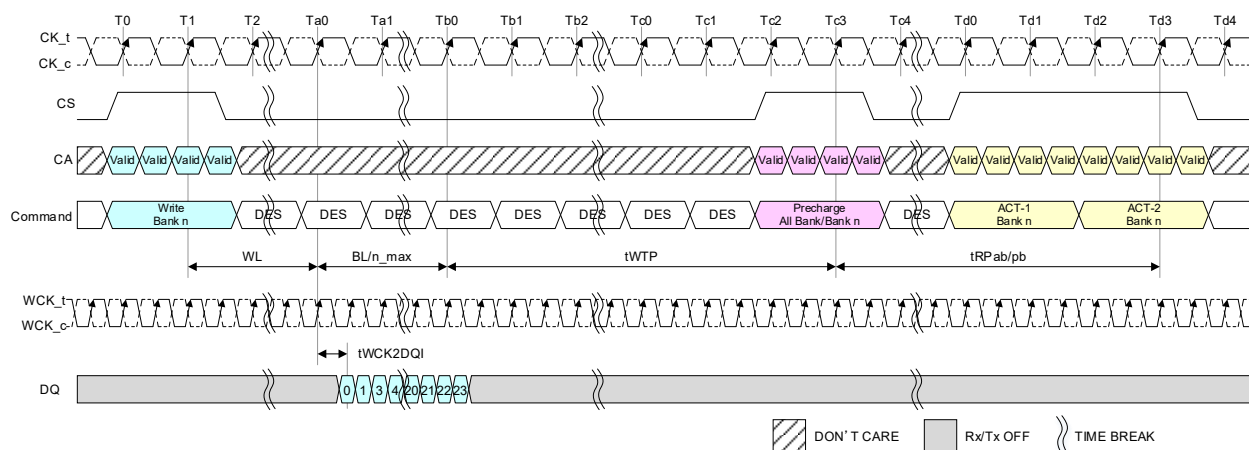 T0 T1 T2 Ta0 Ta1 Tb0 Tb1 Tb2 Tc0 Tc1 Tc2 Tc3 Tc4 Td0 Td1 Td2 Td3 Td4
CK_t
CK_c
CS
CA Valid Valid Valid Valid Valid Valid Valid Valid Valid Valid Valid Valid Valid Valid Valid Valid
Command Write Bank n DES DES DES DES DES DES DES DES Precharge All Bank/Bank n DES ACT-1 Bank n ACT-2 Bank n
WL BL/n_max tWTP tRPab/pb
WCK_t
WCK_c
tWCK2DQI
DQ 0 1 3 4 20 21 22 23
DON'T CARE Rx/Tx OFF TIME BREAK